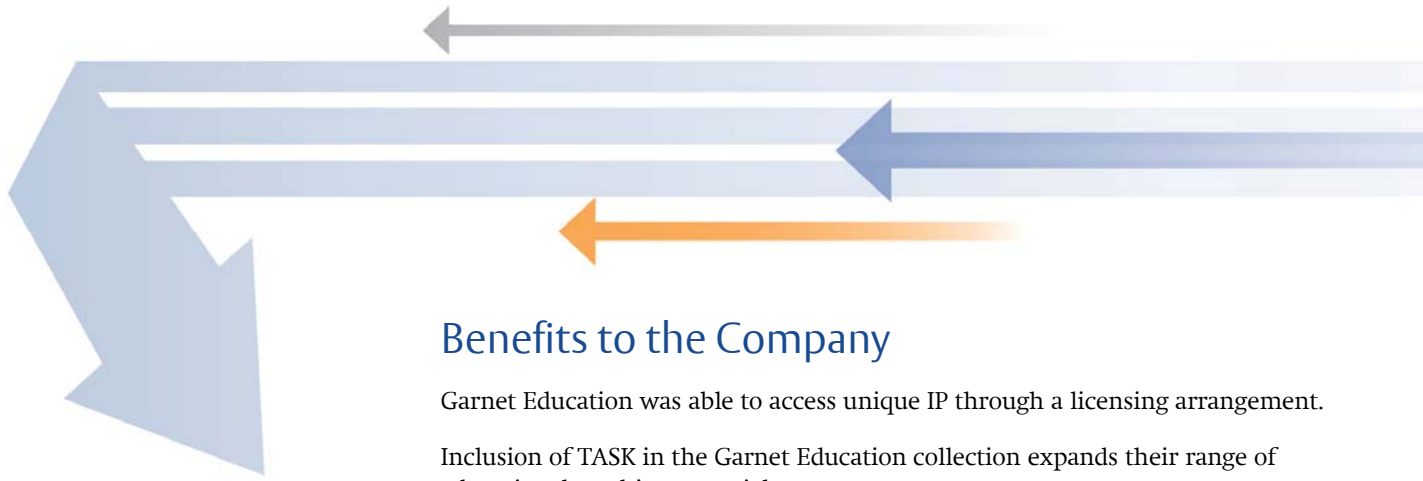 Benefits to the Company
Garnet Education was able to access unique IP through a licensing arrangement.
Inclusion of TASK in the Garnet Education collection expands their range of